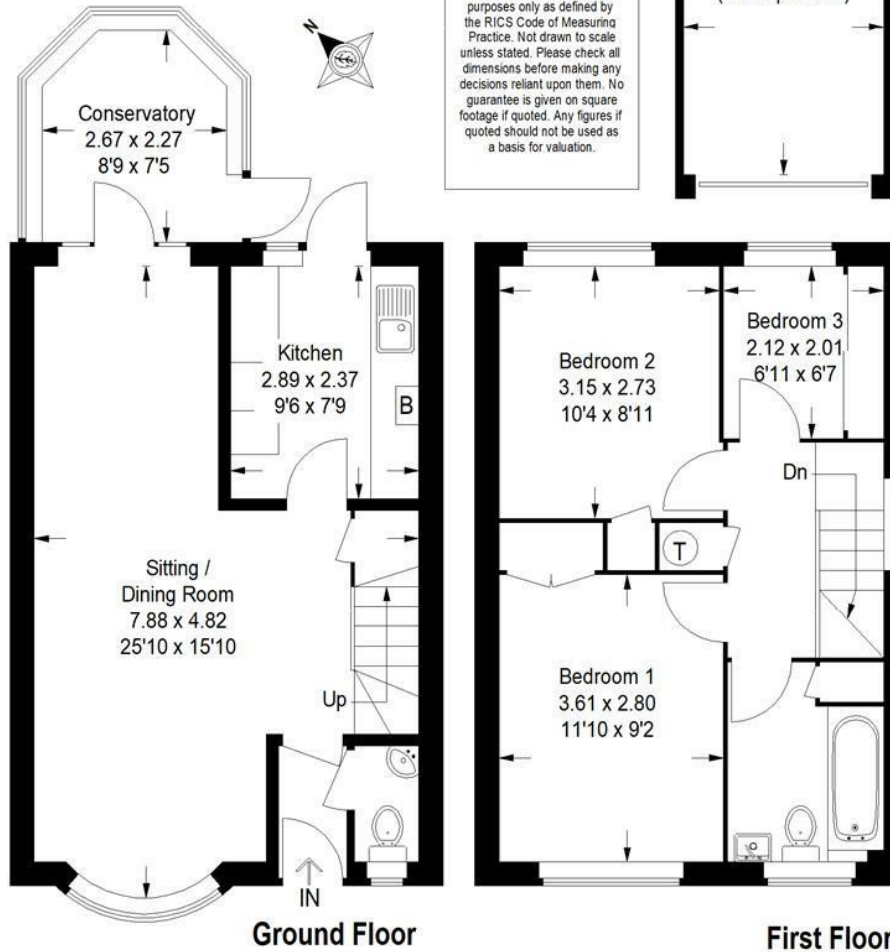 N
Conservatory
2.67 x 2.27
8'9 x 7'5
purposes only as defined by
the RICS Code of Measuring
Practice. Not drawn to scale
unless stated. Please check all
dimensions before making any
decisions reliant upon them. No
guarantee is given on square
footage if quoted. Any figures if
quoted should not be used as
a basis for valuation.
Kitchen
2.89 x 2.37
9'6 x 7'9
B
Sitting /
Dining Room
7.88 x 4.82
25'10 x 15'10
Up
IN
Ground Floor
Bedroom 2
3.15 x 2.73
10'4 x 8'11
Bedroom 3
2.12 x 2.01
6'11 x 6'7
Dn
T
Bedroom 1
3.61 x 2.80
11'10 x 9'2
First Floor